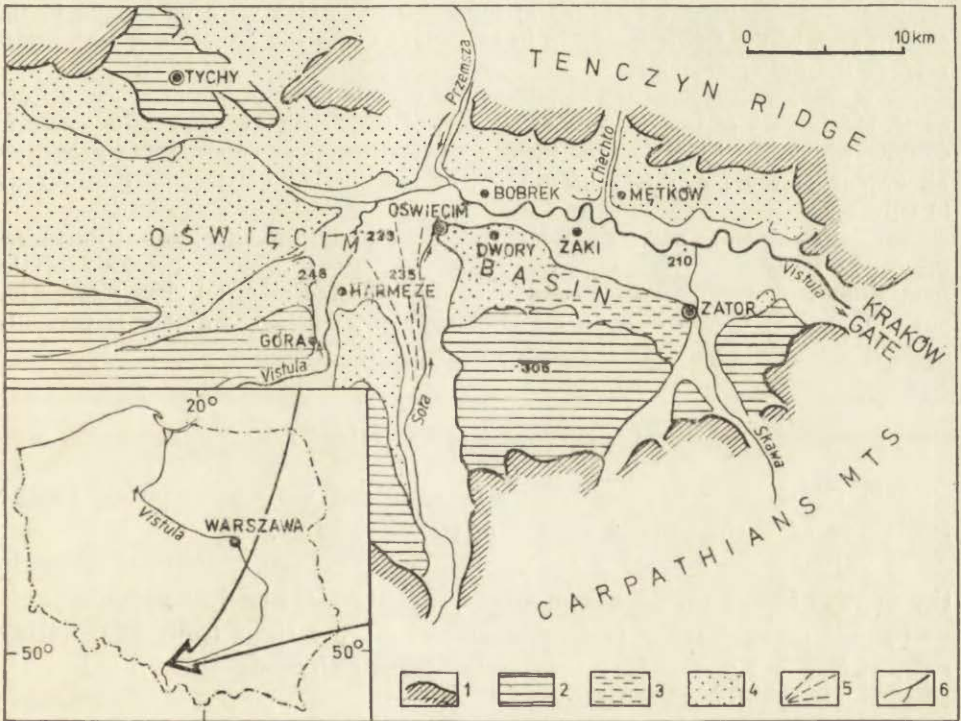 0 10 km
TENCZYN RIDGE
TYCHY
Przemsza
Chechło
BOBREK
MĘTKÓW
OŚWIĘCIM
OŚWIĘCIM
223
DWORY
ŻAKI
210
BASIN
248
235
HARMĘŻE
Vistula
ZATOR
KRAKÓW
GATE
GÓRA
306
Vistula
Soła
Skawa
20°
CARPATHIANS MTS
Vistula
WARSZAWA
50°
50°
1 2 3 4 5 6